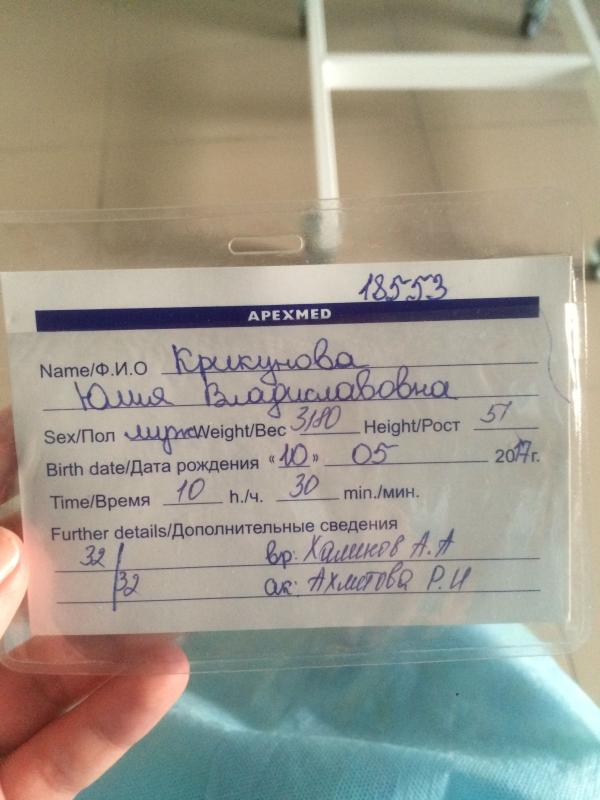 18553
APEXMED
Name/Ф.И.О Крикунова
Юлия Владиславовна
Sex/Пол муж Weight/Вес 3180 Height/Рост 51
Birth date/Дата рождения «10» 05 2017г.
Time/Время 10 h./ч. 30 min./мин.
Further details/Дополнительные сведения
32/32 вр: Халиков А.А
ак: Ахметова Р.И